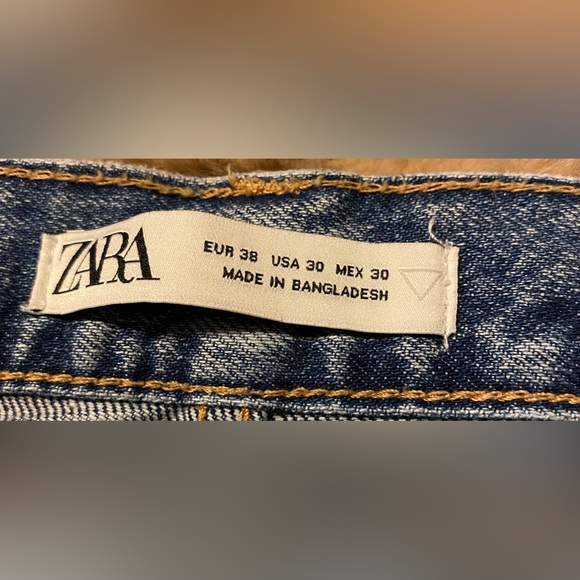 ZARA
EUR 38 USA 30 MEX 30
MADE IN BANGLADESH